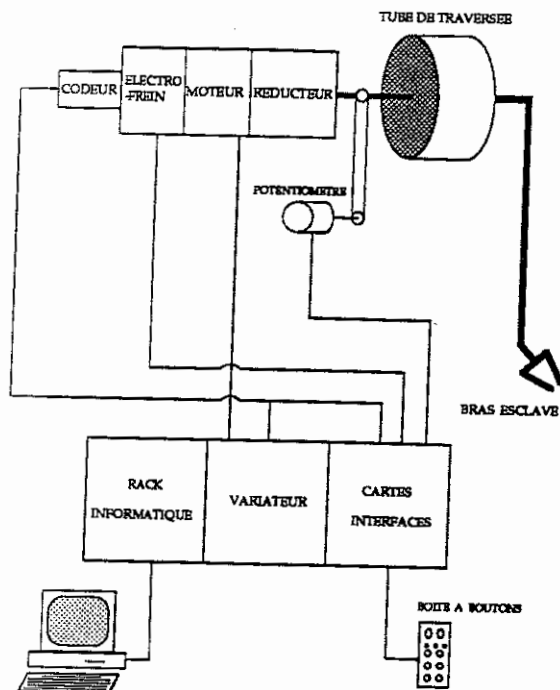 TUBE DE TRAVERSEE
CODEUR
ELECTRO
-FREIN
MOTEUR
REDUCTEUR
POTENTIOMETRE
BRAS ESCLAVE
RACK
INFORMATIQUE
VARIATEUR
CARTES
INTERFACES
BOITE A BOUTONS